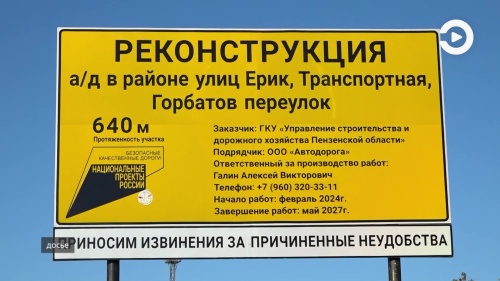 РЕКОНСТРУКЦИЯ
а/д в районе улиц Ерик, Транспортная,
Горбатов переулок
640 м
Протяженность участка
БЕЗОПАСНЫЕ
КАЧЕСТВЕННЫЕ ДОРОГИ
НАЦИОНАЛЬНЫЕ
ПРОЕКТЫ
РОССИИ
Заказчик: ГКУ «Управление строительства и
дорожного хозяйства Пензенской области»
Подрядчик: ООО «Автодорога»
Ответственный за производство работ:
Галин Алексей Викторович
Телефон: +7 (960) 320-33-11
Начало работ: февраль 2024г.
Завершение работ: май 2027г.
досье
ПРИНОСИМ ИЗВИНЕНИЯ ЗА ПРИЧИНЕННЫЕ НЕУДОБСТВА